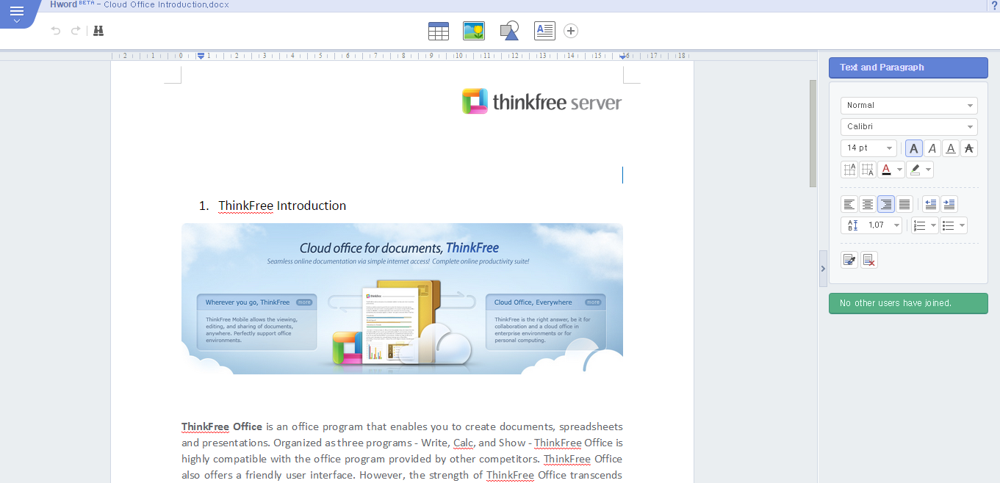 Hword BETA – Cloud Office Introduction.docx
?
2 1 0 1 2 3 4 5 6 7 8 9 10 11 12 13 14 15 16 17 18
Text and Paragraph
thinkfree server
Normal
Calibri
14 pt
A A A A
A A A
1. ThinkFree Introduction
A B 1.07
Cloud office for documents, ThinkFree
Seamless online documentation via simple internet access! Complete online productivity suite!
Wherever you go, ThinkFree more
ThinkFree Mobile allows the viewing,
editing, and sharing of documents,
anywhere. Perfectly support office
environments.
thinkfree
Cloud Office, Everywhere more
ThinkFree is the right answer, be it for
collaboration and a cloud office in
enterprise environments or for
personal computing.
No other users have joined.
ThinkFree Office is an office program that enables you to create documents, spreadsheets
and presentations. Organized as three programs - Write, Calc, and Show - ThinkFree Office is
highly compatible with the office program provided by other competitors. ThinkFree Office
also offers a friendly user interface. However, the strength of ThinkFree Office transcends